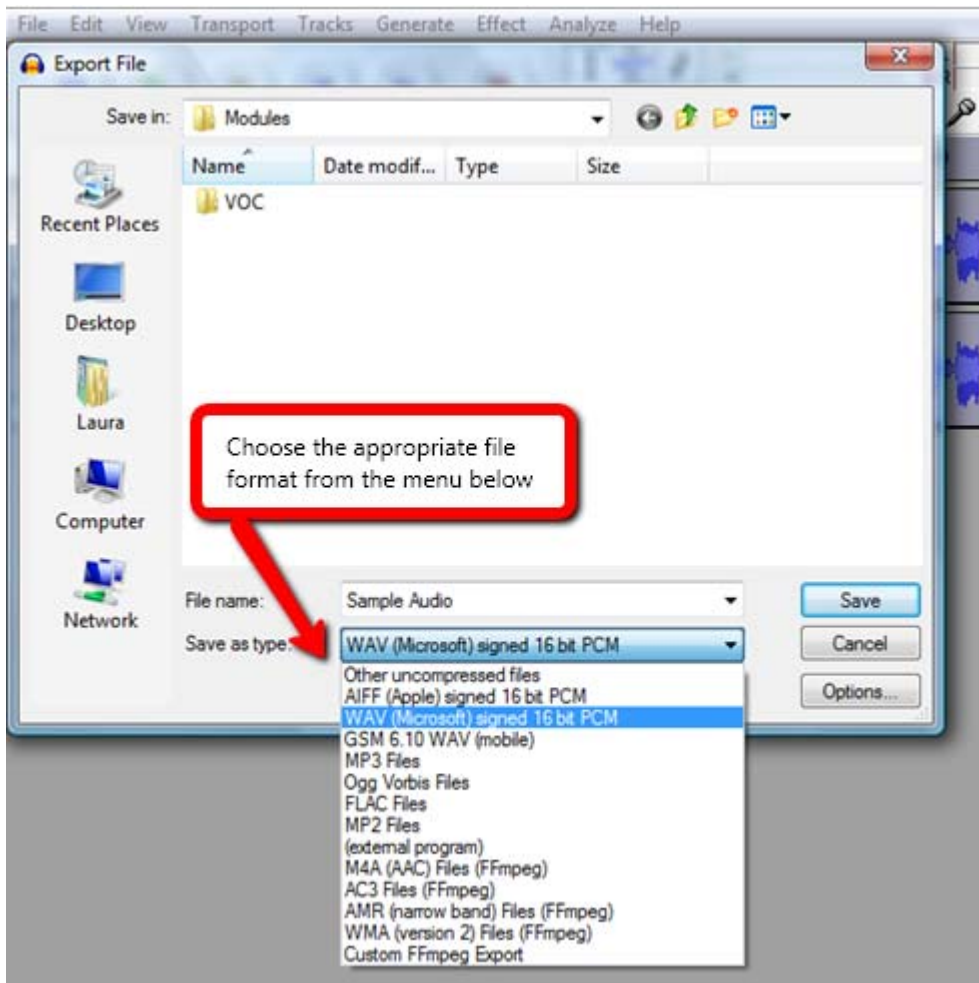 File Edit View Transport Tracks Generate Effect Analyze Help
Export File
Save in: Modules
Name Date modif... Type Size
VOC
Recent Places
Desktop
Laura
Computer
Network
Choose the appropriate file
format from the menu below
File name: Sample Audio Save
Save as type: WAV (Microsoft) signed 16 bit PCM Cancel
Options...
Other uncompressed files
AIFF (Apple) signed 16 bit PCM
WAV (Microsoft) signed 16 bit PCM
GSM 6.10 WAV (mobile)
MP3 Files
Ogg Vorbis Files
FLAC Files
MP2 Files
(external program)
M4A (AAC) Files (FFmpeg)
AC3 Files (FFmpeg)
AMR (narrow band) Files (FFmpeg)
WMA (version 2) Files (FFmpeg)
Custom FFmpeg Export